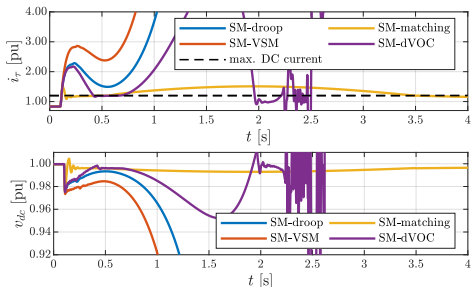 4.00
3.00
2.00
1.00
i_τ [pu]
SM-droop
SM-matching
SM-VSM
SM-dVOC
max. DC current
0 0.5 1 1.5 2 2.5 3 3.5 4
t [s]
1.00
0.98
0.96
0.94
0.92
v_dc [pu]
SM-droop
SM-matching
SM-VSM
SM-dVOC
0 0.5 1 1.5 2 2.5 3 3.5 4
t [s]